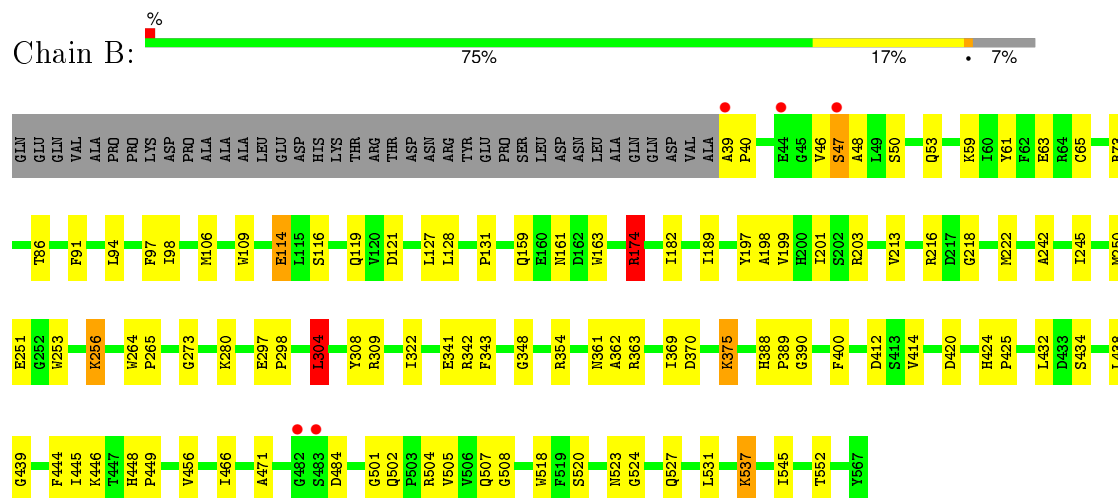 %
Chain B:
75% 17% • 7%
GLN GLU GLN VAL ALA PRO PRO LYS ASP PRO ALA ALA ALA LEU GLU ASP HIS LYS THR ARG THR ASP ASN ARG TYR GLU PRO SER LEU ASP ASN LEU ALA GLN GLN ASP VAL ALA A39 P40 E44 G45 V46 S47 A48 L49 S50 Q53 K59 I60 Y61 F62 E63 R64 C65
T86 F91 L94 F97 I98 M106 W109 E114 L115 S116 Q119 V120 D121 L127 L128 P131 Q159 E160 N161 D162 W163 R174 I182 I189 Y197 A198 V199 H200 I201 S202 R203 V213 R216 D217 G218 M222 A242 I245 M250
E251 G252 W253 K256 W264 P265 G273 K280 E297 P298 L304 Y308 R309 I322 E341 R342 F343 G348 R354 N361 A362 R363 I369 D370 K375 H388 P389 G390 F400 D412 S413 V414 D420 H424 P425 L432 D433 S434
G439 F444 I445 K446 T447 H448 P449 V456 I466 A471 G482 S483 D484 G501 Q502 P503 R504 V505 V506 Q507 G508 W518 F519 S520 N523 G524 Q527 L531 K537 I545 T552 Y567